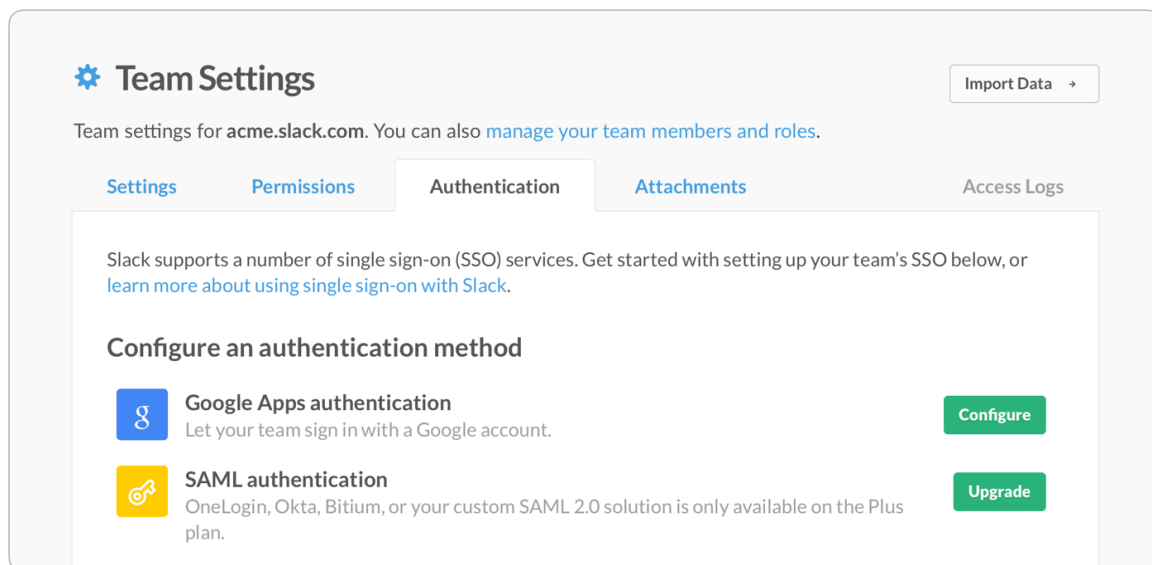 Team Settings
Import Data →
Team settings for acme.slack.com. You can also manage your team members and roles.
Settings
Permissions
Authentication
Attachments
Access Logs
Slack supports a number of single sign-on (SSO) services. Get started with setting up your team’s SSO below, or
learn more about using single sign-on with Slack.
Configure an authentication method
g
Google Apps authentication
Let your team sign in with a Google account.
Configure
SAML authentication
OneLogin, Okta, Bitium, or your custom SAML 2.0 solution is only available on the Plus
plan.
Upgrade